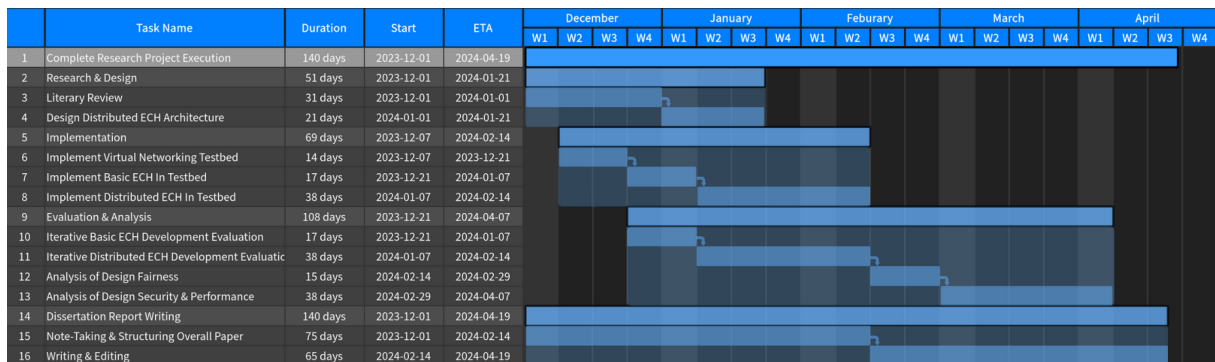 December January Feburary March April
Task Name Duration Start ETA
W1 W2 W3 W4 W1 W2 W3 W4 W1 W2 W3 W4 W1 W2 W3 W4 W1 W2 W3 W4
1 Complete Research Project Execution 140 days 2023-12-01 2024-04-19
2 Research & Design 51 days 2023-12-01 2024-01-21
3 Literary Review 31 days 2023-12-01 2024-01-01
4 Design Distributed ECH Architecture 21 days 2024-01-01 2024-01-21
5 Implementation 69 days 2023-12-07 2024-02-14
6 Implement Virtual Networking Testbed 14 days 2023-12-07 2023-12-21
7 Implement Basic ECH In Testbed 17 days 2023-12-21 2024-01-07
8 Implement Distributed ECH In Testbed 38 days 2024-01-07 2024-02-14
9 Evaluation & Analysis 108 days 2023-12-21 2024-04-07
10 Iterative Basic ECH Development Evaluation 17 days 2023-12-21 2024-01-07
11 Iterative Distributed ECH Development Evaluatic 38 days 2024-01-07 2024-02-14
12 Analysis of Design Fairness 15 days 2024-02-14 2024-02-29
13 Analysis of Design Security & Performance 38 days 2024-02-29 2024-04-07
14 Dissertation Report Writing 140 days 2023-12-01 2024-04-19
15 Note-Taking & Structuring Overall Paper 75 days 2023-12-01 2024-02-14
16 Writing & Editing 65 days 2024-02-14 2024-04-19